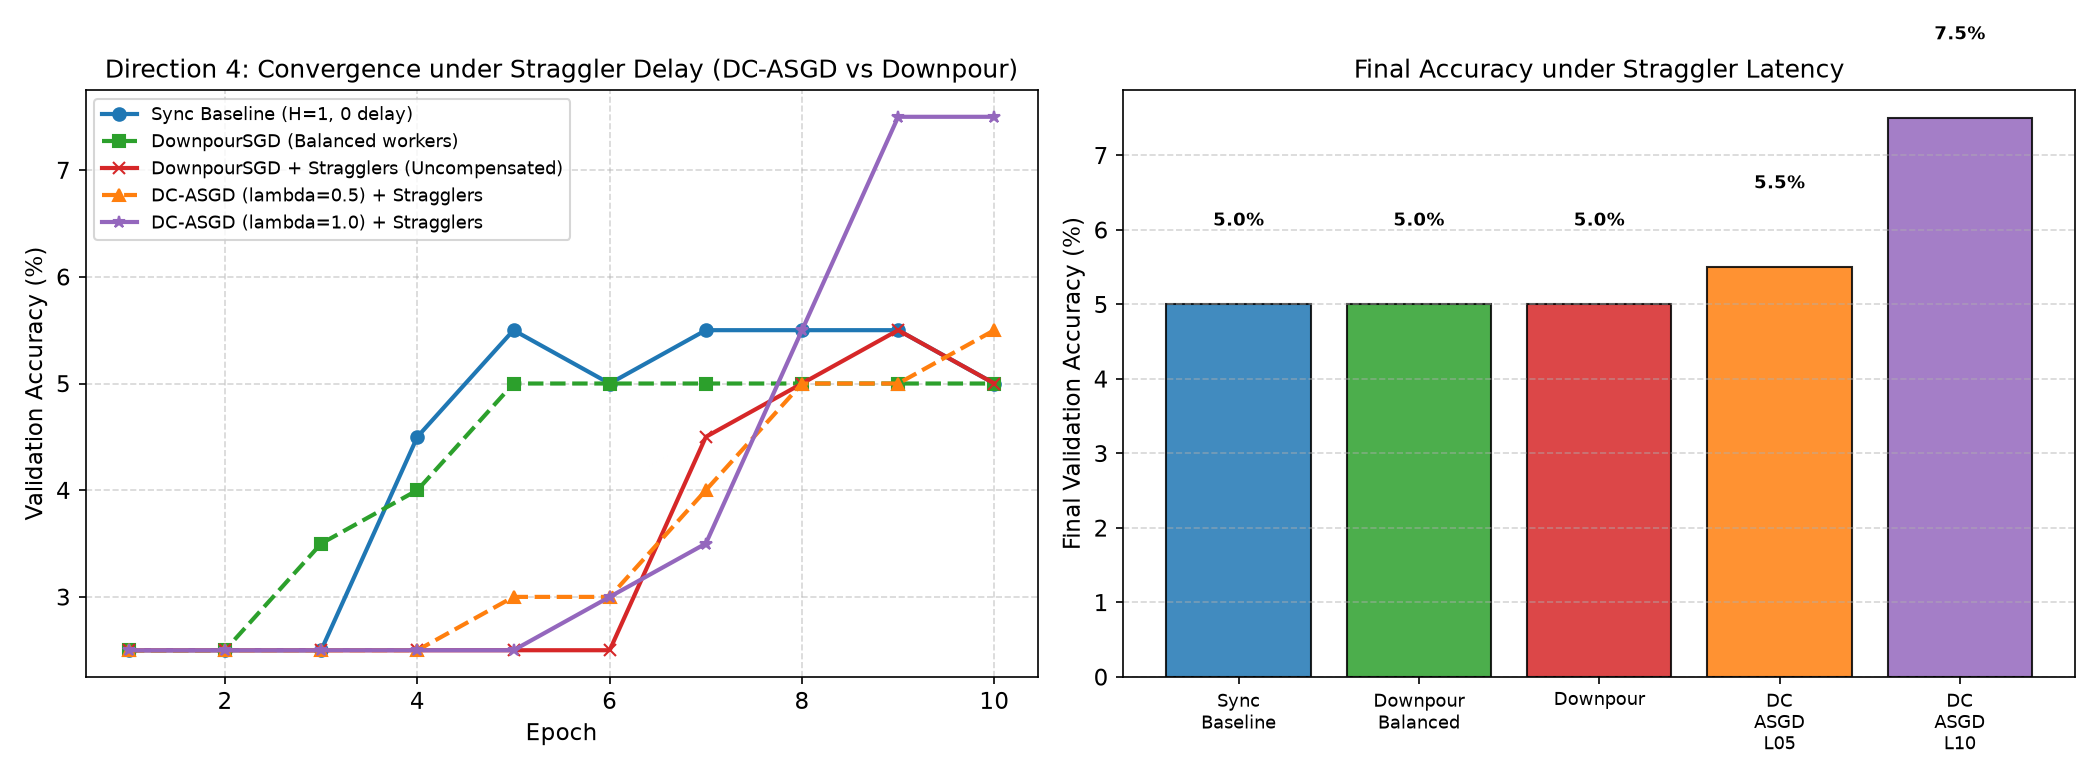 Direction 4: Convergence under Straggler Delay (DC-ASGD vs Downpour)
Sync Baseline (H=1, 0 delay)
DownpourSGD (Balanced workers)
DownpourSGD + Stragglers (Uncompensated)
DC-ASGD (lambda=0.5) + Stragglers
DC-ASGD (lambda=1.0) + Stragglers
Validation Accuracy (%)
7
6
5
4
3
2
4
6
8
10
Epoch
Final Accuracy under Straggler Latency
7.5%
5.5%
5.0%
5.0%
5.0%
Final Validation Accuracy (%)
7
6
5
4
3
2
1
0
Sync
Baseline
Downpour
Balanced
Downpour
DC
ASGD
L05
DC
ASGD
L10